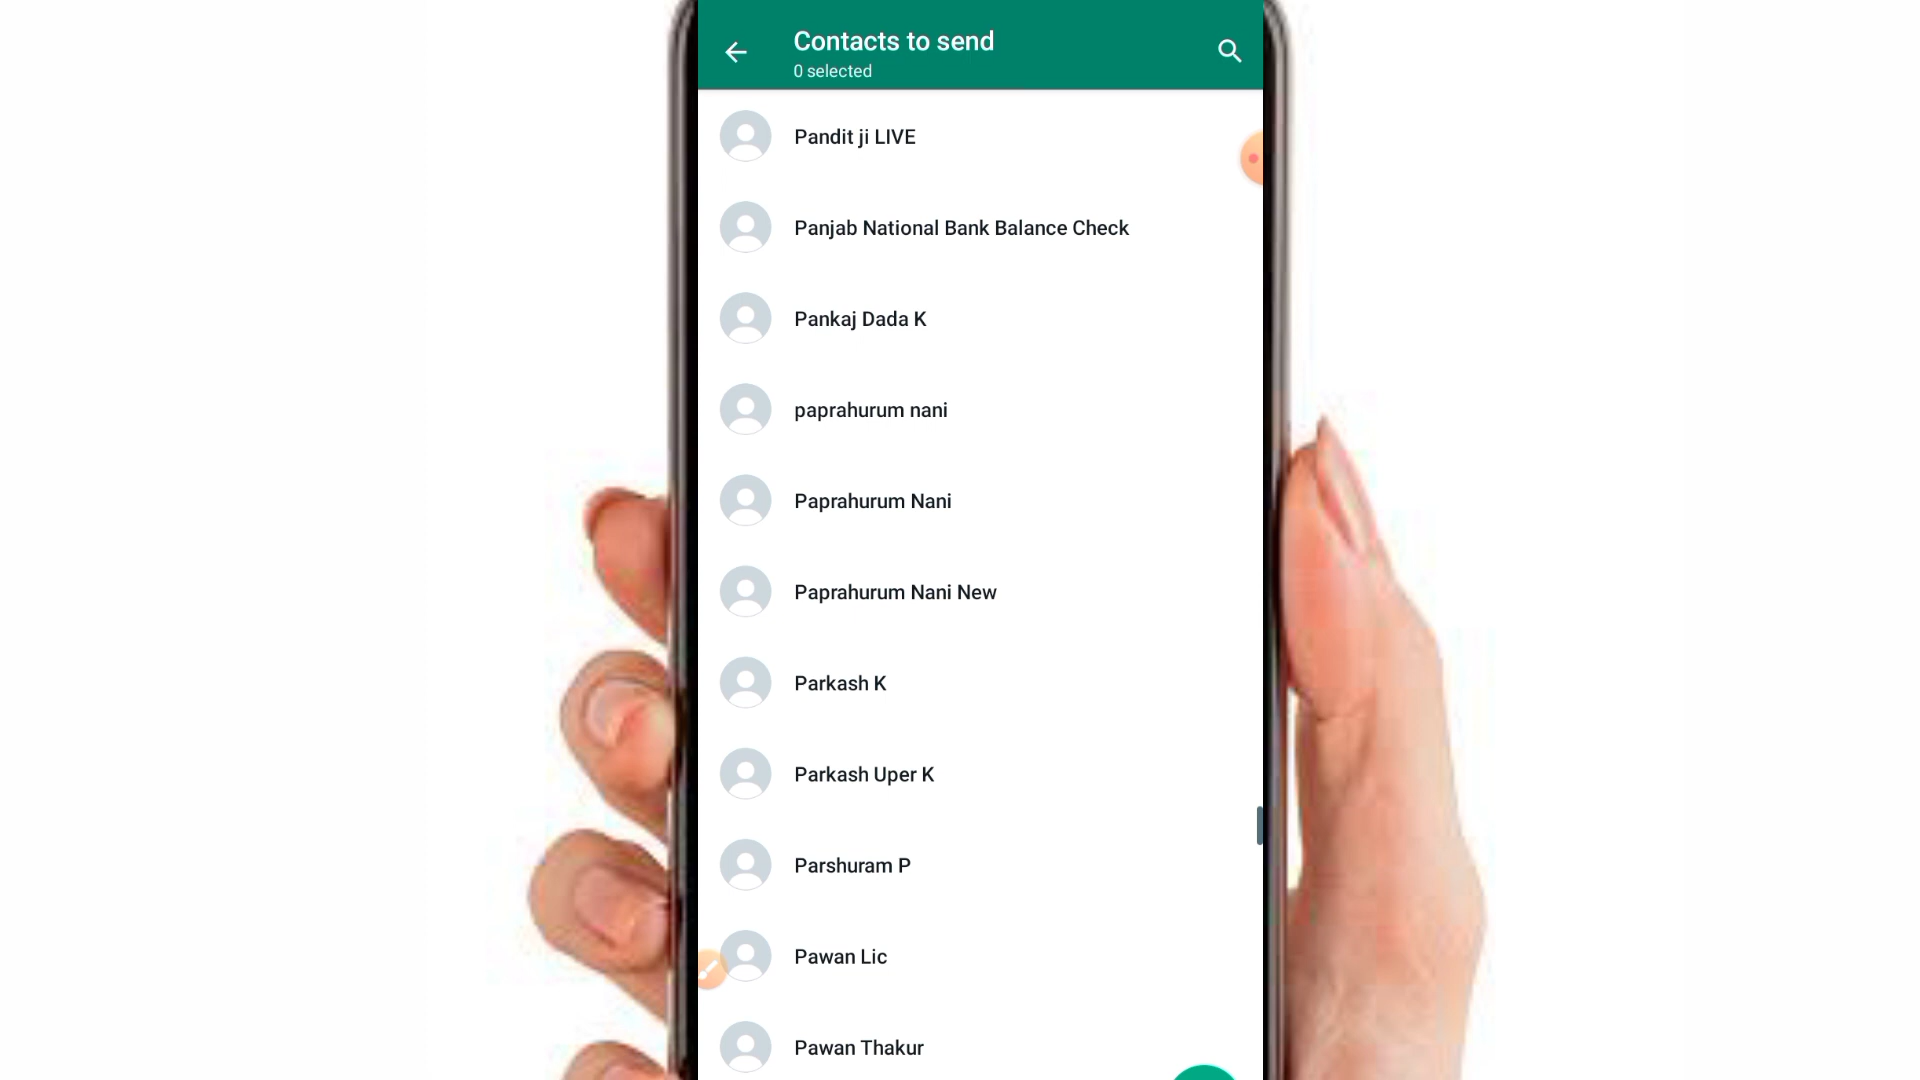 Contacts to send
0 selected
Pandit ji LIVE
Panjab National Bank Balance Check
Pankaj Dada K
paprahurum nani
Paprahurum Nani
Paprahurum Nani New
Parkash K
Parkash Uper K
Parshuram P
Pawan Lic
Pawan Thakur